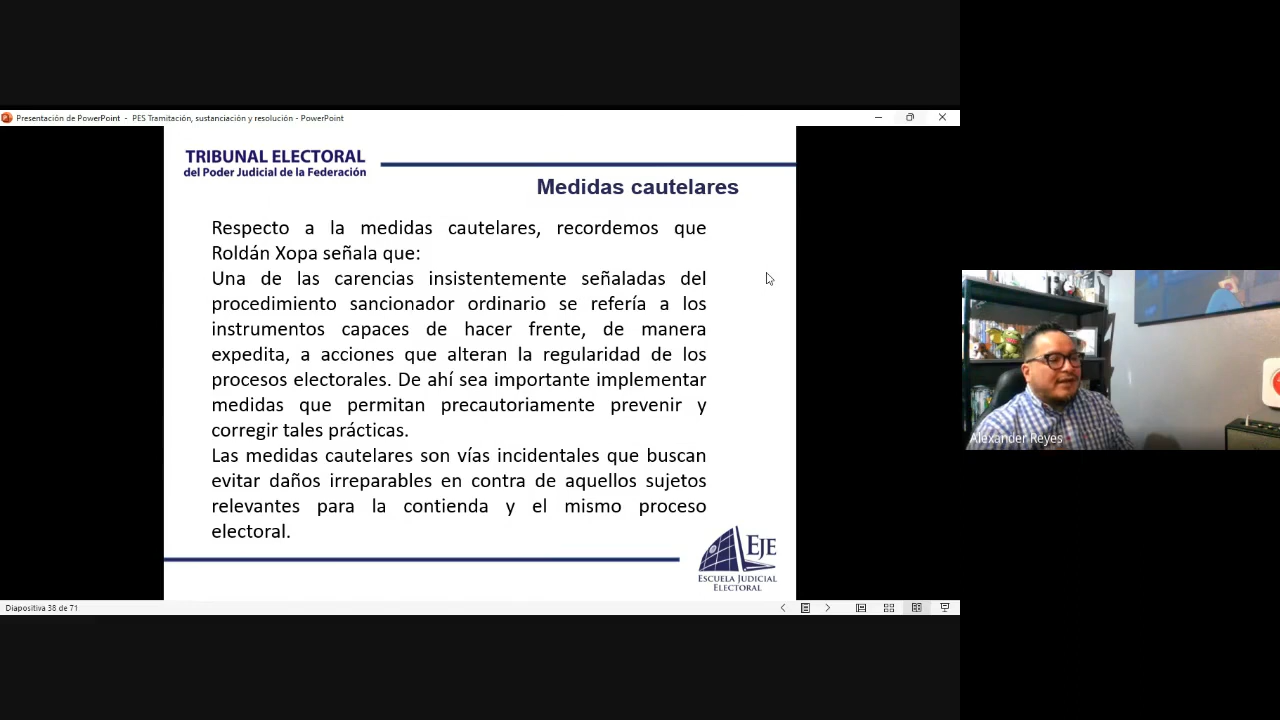 Presentación de PowerPoint - PES Tramitación, sustanciación y resolución - PowerPoint
TRIBUNAL ELECTORAL
del Poder Judicial de la Federación
Medidas cautelares
Respecto a la medidas cautelares, recordemos que
Roldán Xopa señala que:
Una de las carencias insistentemente señaladas del
procedimiento sancionador ordinario se refería a los
instrumentos capaces de hacer frente, de manera
expedita, a acciones que alteran la regularidad de los
procesos electorales. De ahí sea importante implementar
medidas que permitan precautoriamente prevenir y
corregir tales prácticas.
Las medidas cautelares son vías incidentales que buscan
evitar daños irreparables en contra de aquellos sujetos
relevantes para la contienda y el mismo proceso
electoral.
EJE
ESCUELA JUDICIAL
ELECTORAL
Diapositiva 38 de 71
Alexander Reyes